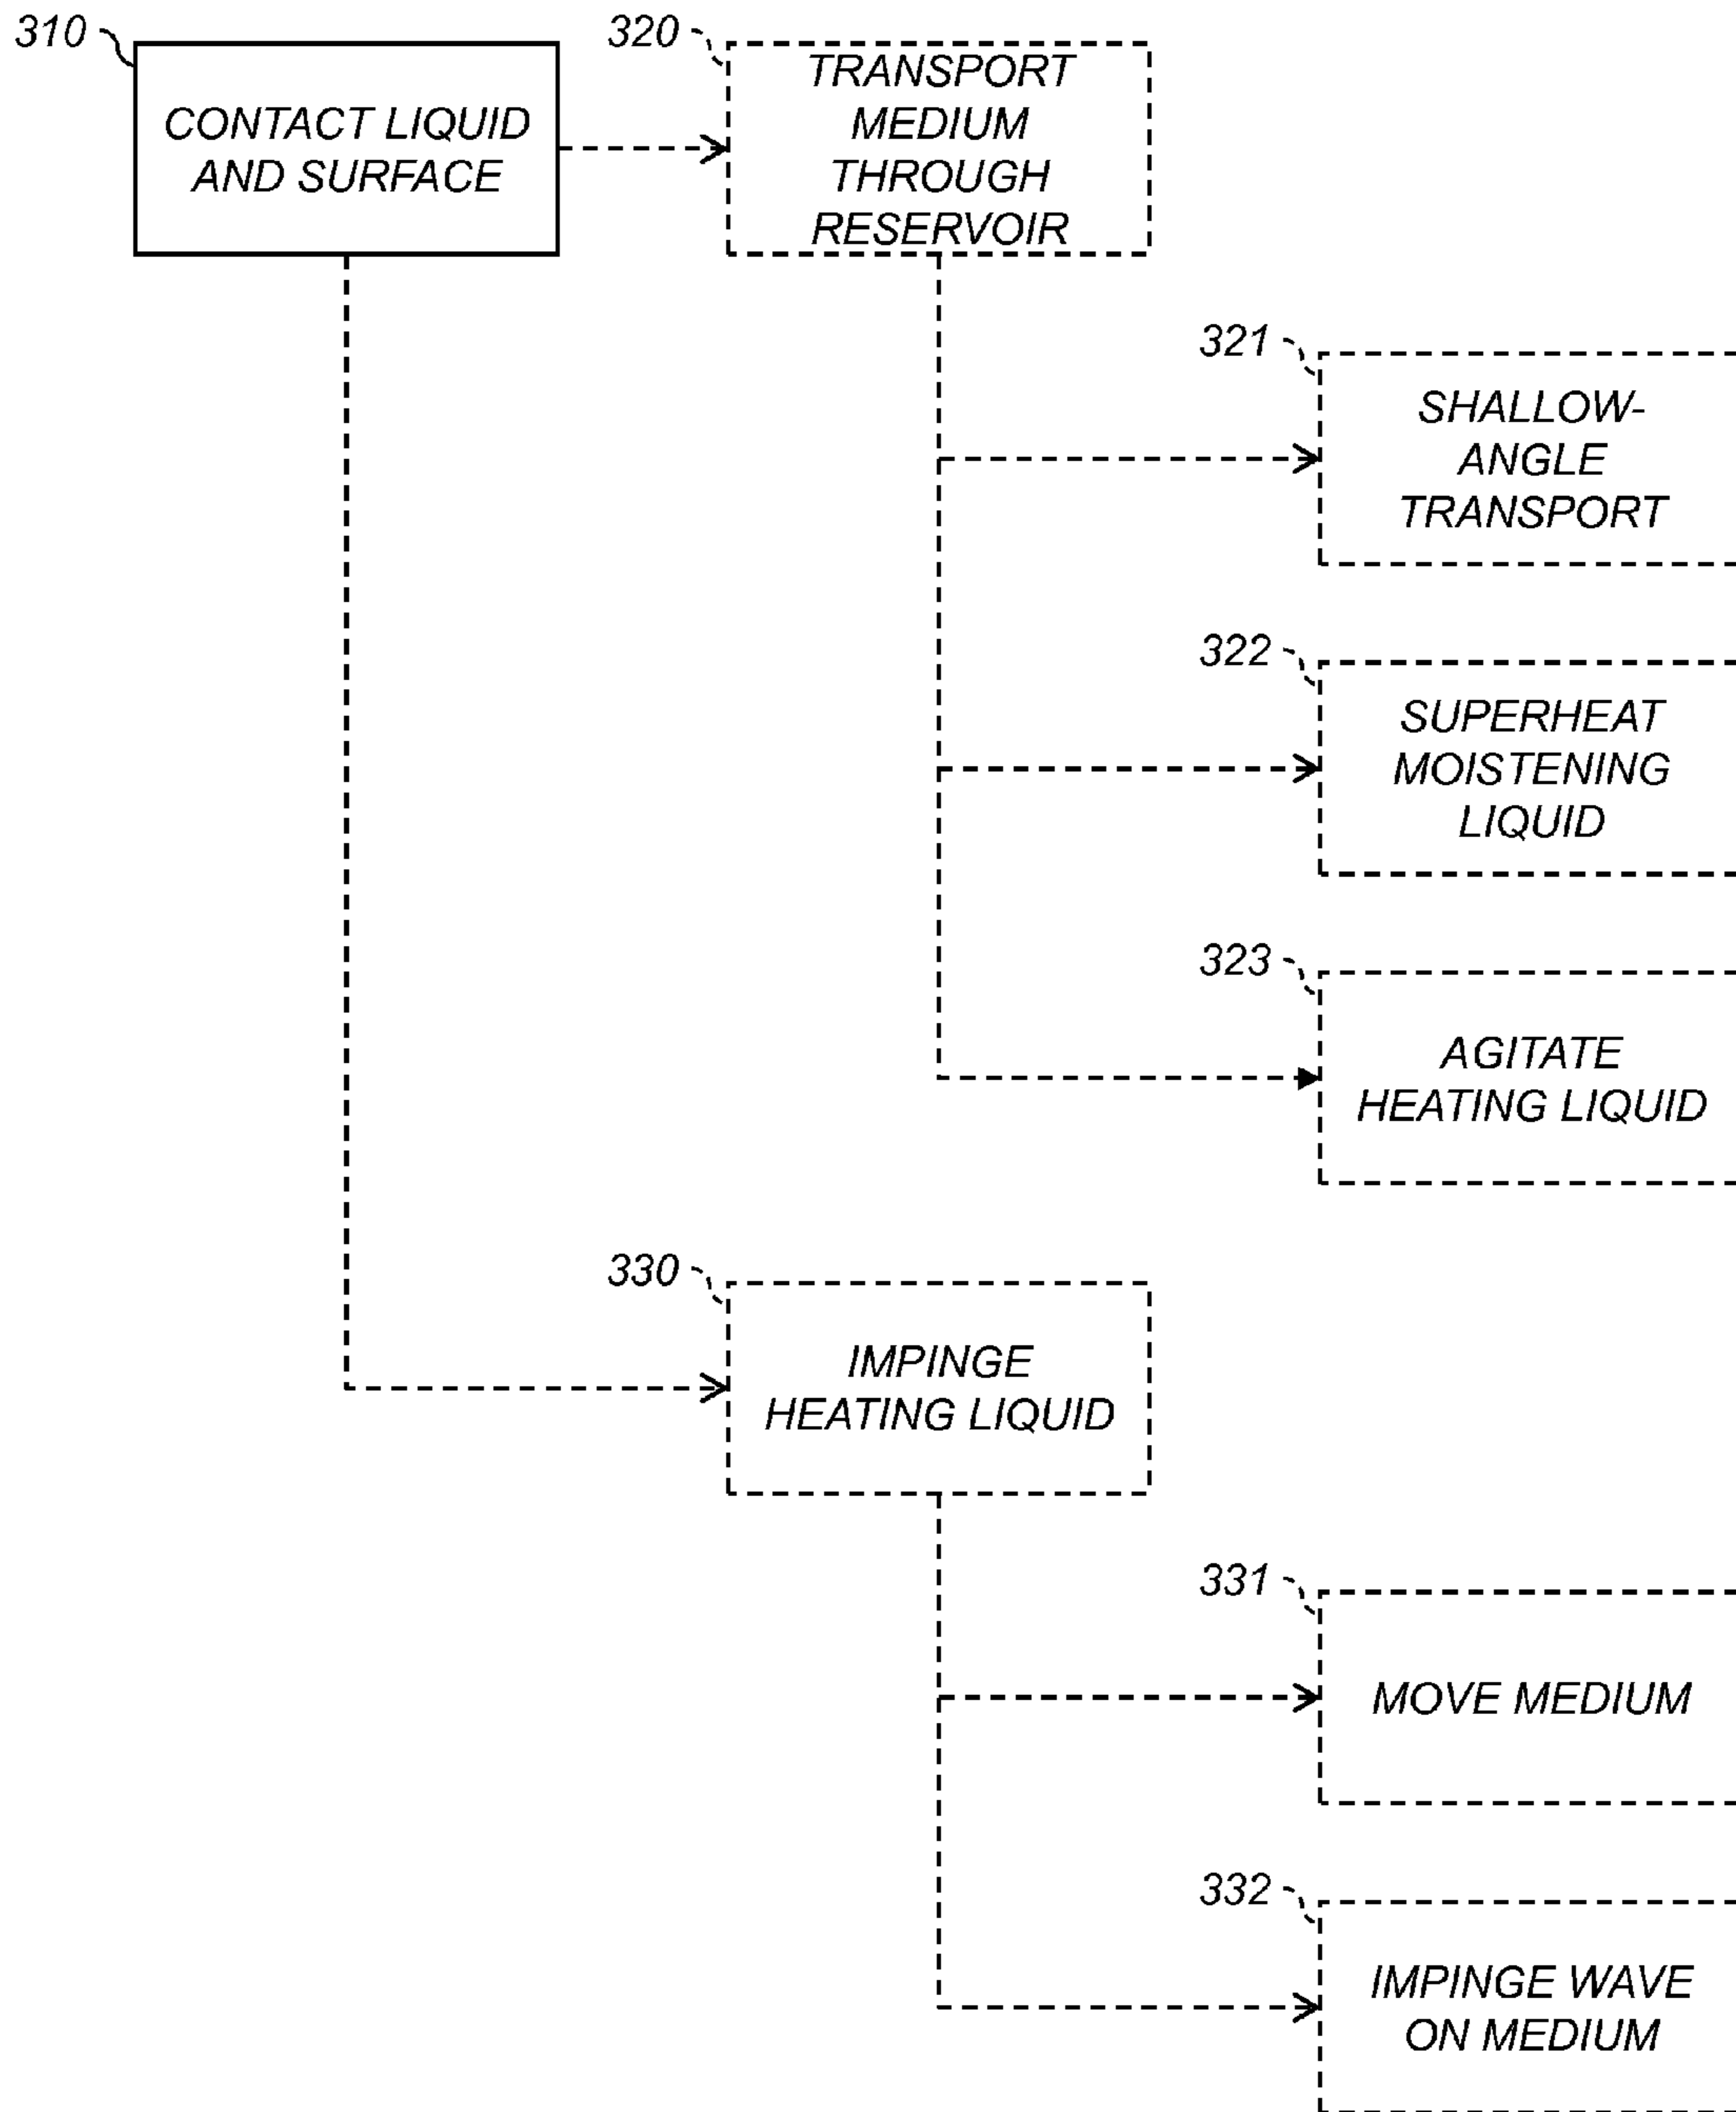 310
CONTACT LIQUID
AND SURFACE
320
TRANSPORT
MEDIUM
THROUGH
RESERVOIR
321
SHALLOW-
ANGLE
TRANSPORT
322
SUPERHEAT
MOISTENING
LIQUID
323
AGITATE
HEATING LIQUID
330
IMPINGE
HEATING LIQUID
331
MOVE MEDIUM
332
IMPINGE WAVE
ON MEDIUM